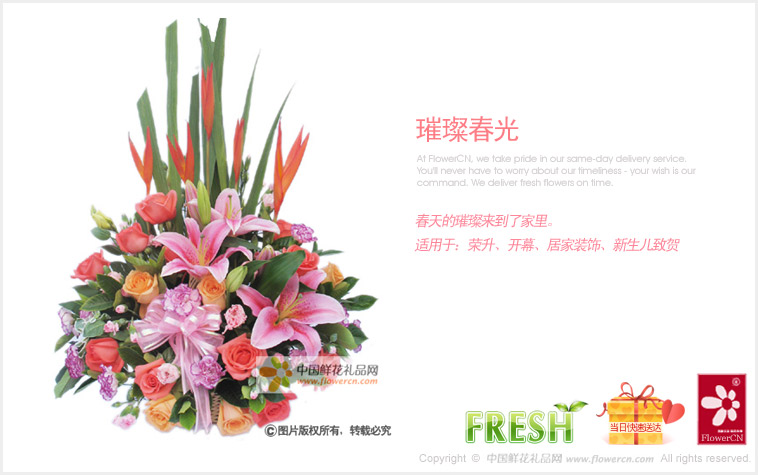 璀璨春光
At FlowerCN, we take pride in our same-day delivery service.
You'll never have to worry about our timeliness - your wish is our
command. We deliver fresh flowers on time.
春天的璀璨来到了家里。
适用于：荣升、开幕、居家装饰、新生儿致贺
中国鲜花礼品网
www.flowercn.com
©图片版权所有，转载必究
FRESH
当日快速送达
FlowerCN
Copyright © 中国鲜花礼品网 www.flowercn.com All rights reserved.